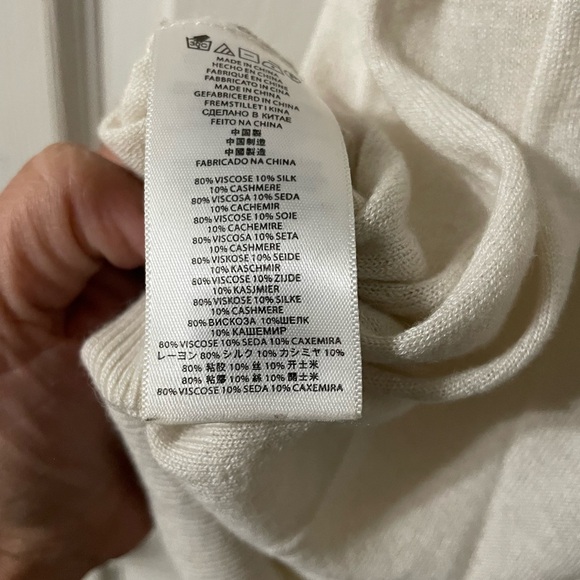 MADE IN CHINA
HECHO EN CHINA
FABRIQUÉ EN CHINE
FABBRICATO IN CINA
MADE IN CHINA
GEFABRICEERD IN CHINA
FREMSTILLET I KINA
СДЕЛАНО В КИТАЕ
FEITO NA CHINA
中国製
中国制造
中國製造
FABRICADO NA CHINA
80% VISCOSE 10% SILK
10% CASHMERE
80% VISCOSA 10% SEDA
10% CACHEMIR
80% VISCOSE 10% SOIE
10% CACHEMIRE
80% VISCOSA 10% SETA
10% CASHMERE
80% VISKOSE 10% SEIDE
10% KASCHMIR
80% VISCOSE 10% ZIJDE
10% KASJMIER
80% VISKOSE 10% SILKE
10% CASHMERE
80% ВИСКОЗА 10%ШЕЛК
10% КАШЕМИР
80% VISCOSE 10% SEDA 10% CAXEMIRA
レーヨン 80% シルク 10% カシミヤ 10%
80% 粘胶 10% 丝 10% 开士米
80% 粘膠 10% 絲 10% 開士米
80% VISCOSE 10% SEDA 10% CAXEMIRA